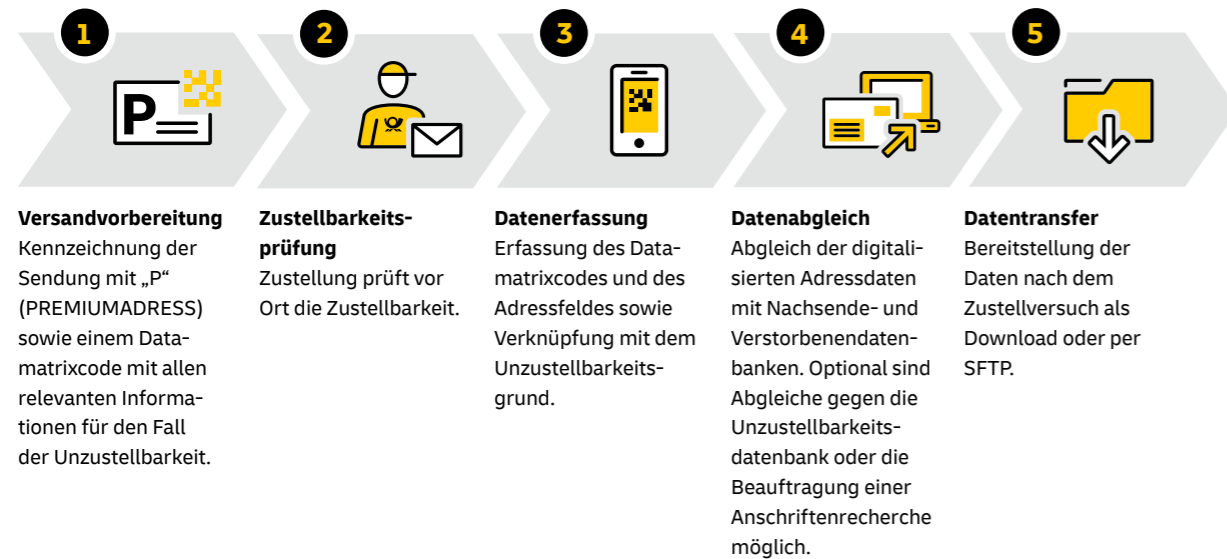 1
P
Versandvorbereitung
Kennzeichnung der
Sendung mit „P“
(PREMIUMADRESS)
sowie einem Data-
matrixcode mit allen
relevanten Informa-
tionen für den Fall
der Unzustellbarkeit.
2
Zustellbarkeits-
prüfung
Zustellung prüft vor
Ort die Zustellbarkeit.
3
Datenerfassung
Erfassung des Data-
matrixcodes und des
Adressfeldes sowie
Verknüpfung mit dem
Unzustellbarkeits-
grund.
4
Datenabgleich
Abgleich der digitali-
sierten Adressdaten
mit Nachsende- und
Verstorbenendaten-
banken. Optional sind
Abgleiche gegen die
Unzustellbarkeits-
datenbank oder die
Beauftragung einer
Anschriftenrecherche
möglich.
5
Datentransfer
Bereitstellung der
Daten nach dem
Zustellversuch als
Download oder per
SFTP.